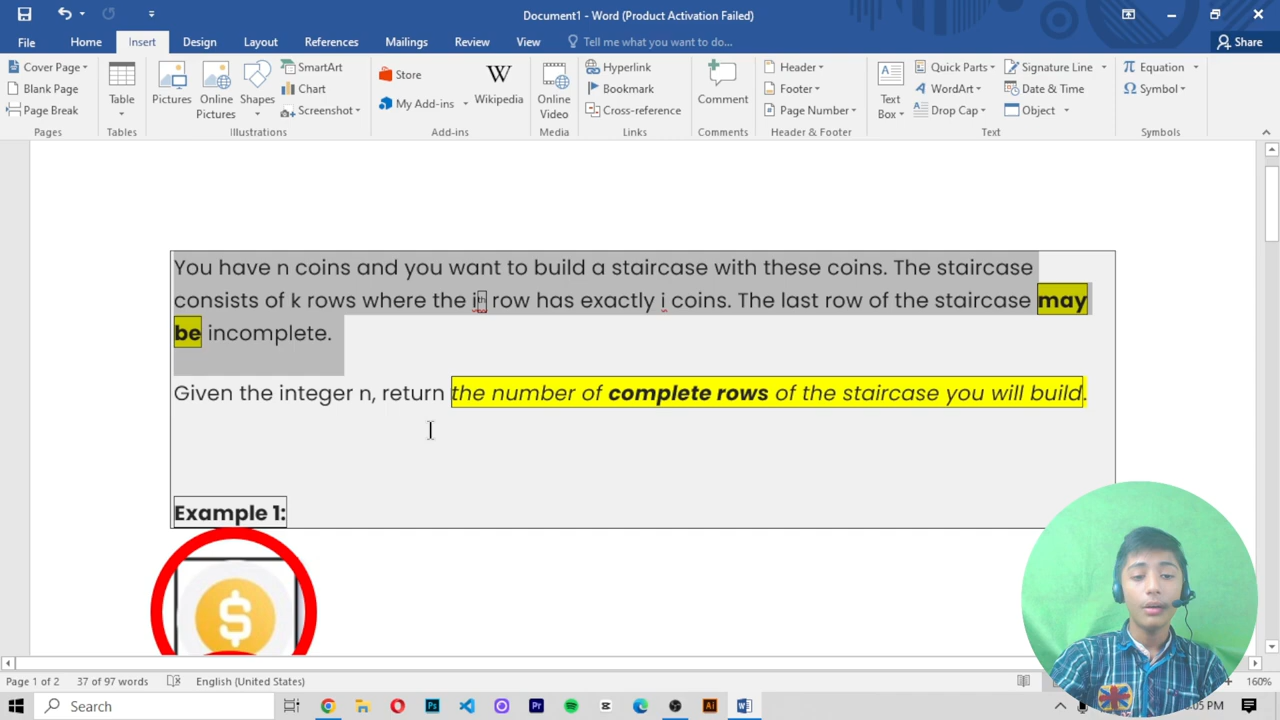 Document1 - Word (Product Activation Failed)
File Home Insert Design Layout References Mailings Review View Tell me what you want to do... Share
Cover Page
Blank Page
Page Break
Pages
Table
Tables
Pictures
Online Pictures
Shapes
SmartArt
Chart
Screenshot
Illustrations
Store
My Add-ins
Wikipedia
Add-ins
Online Video
Media
Hyperlink
Bookmark
Cross-reference
Links
Comment
Comments
Header
Footer
Page Number
Header & Footer
Text Box
Quick Parts
WordArt
Drop Cap
Signature Line
Date & Time
Object
Text
Equation
Symbol
Symbols
You have n coins and you want to build a staircase with these coins. The staircase
consists of k rows where the ith row has exactly i coins. The last row of the staircase may
be incomplete.
Given the integer n, return the number of complete rows of the staircase you will build.
Example 1:
$
Page 1 of 2 37 of 97 words English (United States) 160%
Search
:05 PM